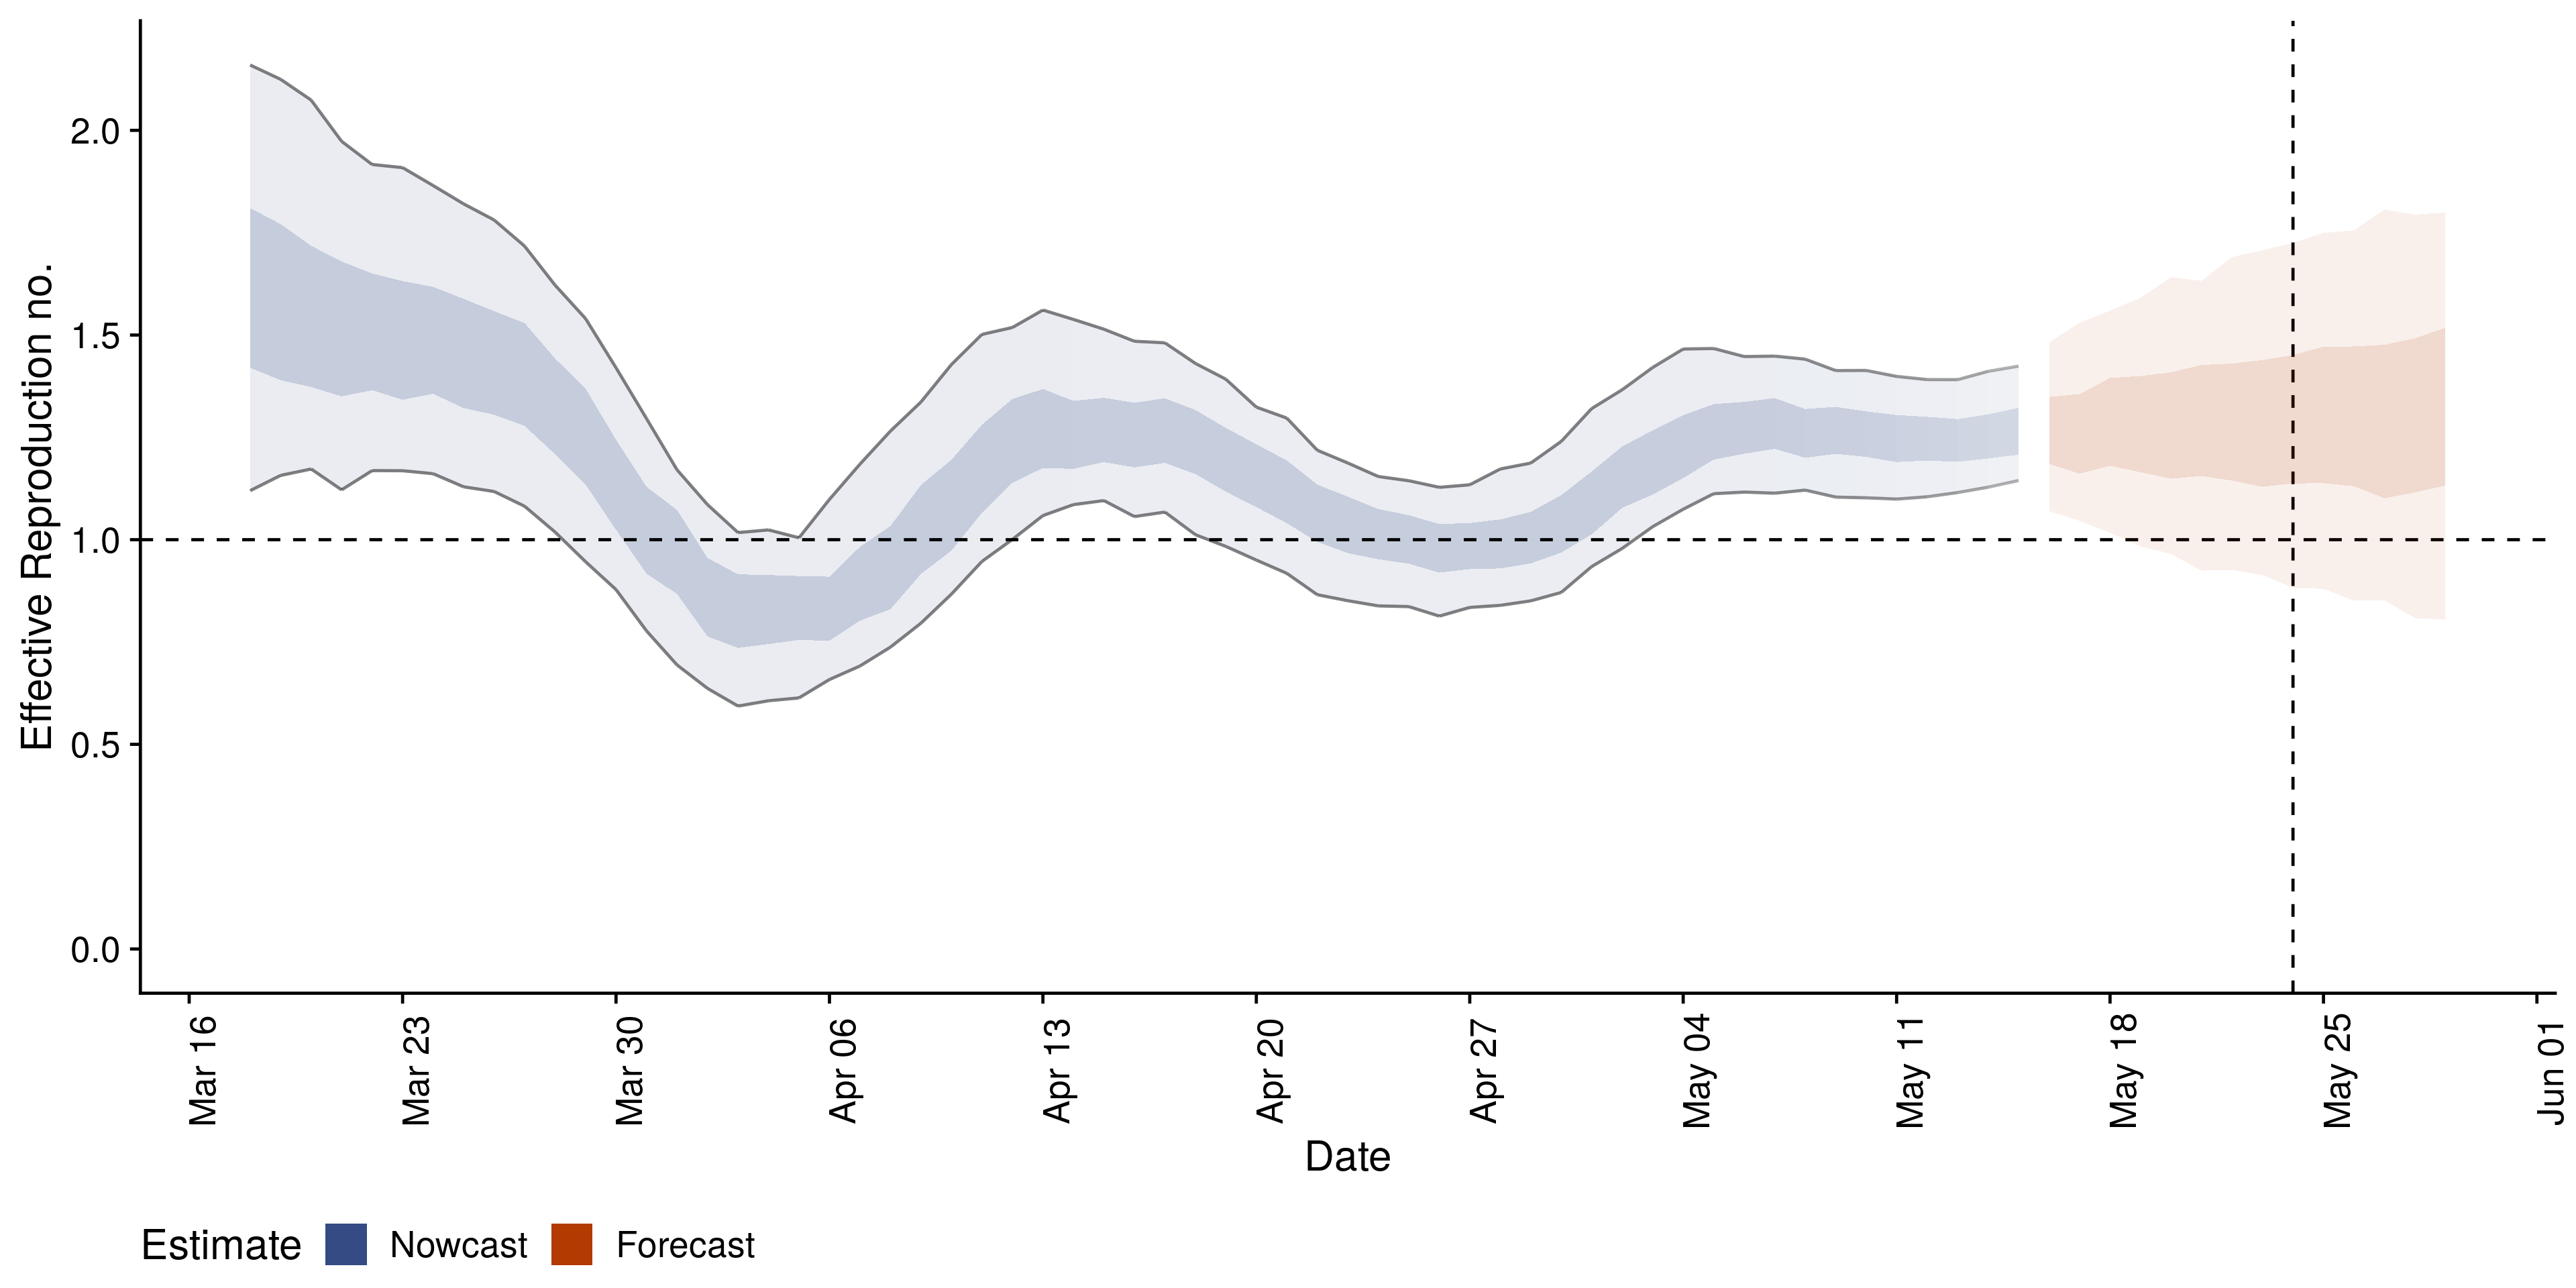 Effective Reproduction no.
2.0
1.5
1.0
0.5
0.0
Mar 16
Mar 23
Mar 30
Apr 06
Apr 13
Apr 20
Apr 27
May 04
May 11
May 18
May 25
Jun 01
Date
Estimate Nowcast Forecast